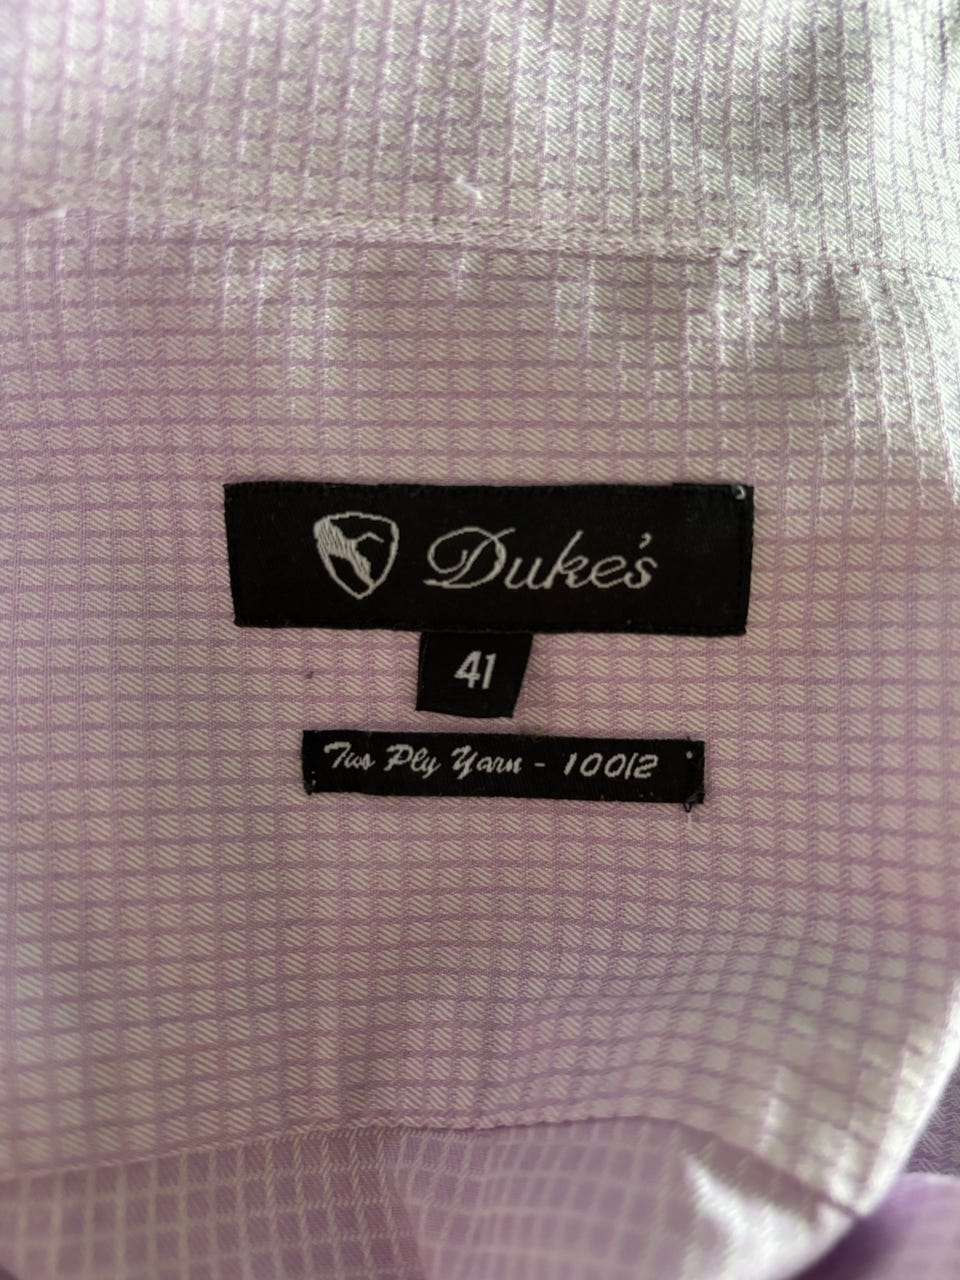 Duke's
41
Two Ply Yarn - 100/2